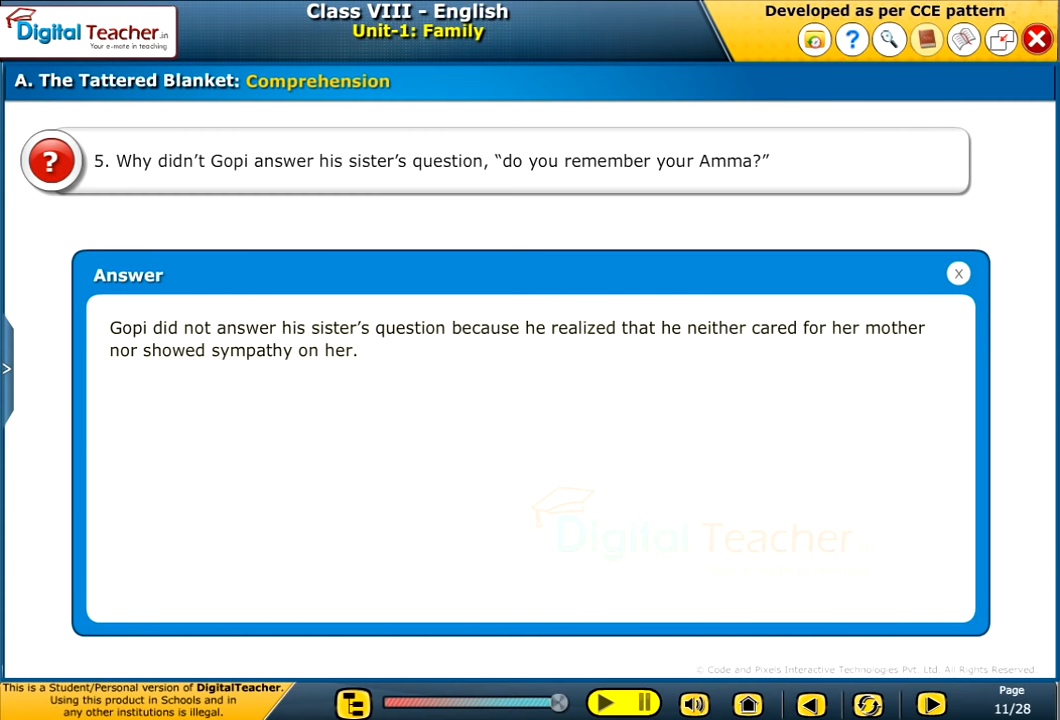 Digital Teacher.in
Your e-mote in teaching
Class VIII - English
Unit-1: Family
Developed as per CCE pattern
?
X
A. The Tattered Blanket: Comprehension
?
5. Why didn’t Gopi answer his sister’s question, “do you remember your Amma?”
Answer
X
Gopi did not answer his sister’s question because he realized that he neither cared for her mother
nor showed sympathy on her.
>
Digital Teacher.in
© Code and Pixels Interactive Technologies Pvt. Ltd. All Rights Reserved.
This is a Student/Personal version of DigitalTeacher.
Using this product in Schools and in
any other institutions is illegal.
Page
11/28